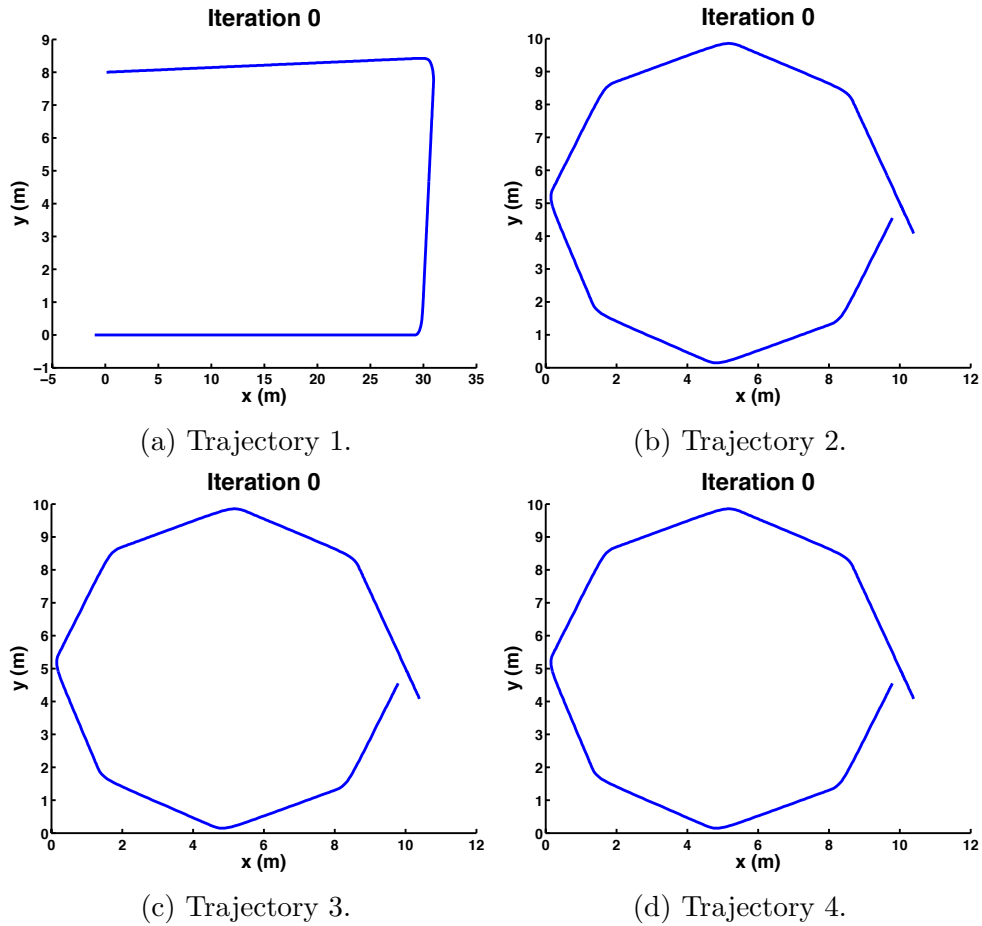 Iteration 0
9
8
7
6
5
4
3
2
1
0
−1
y (m)
−5 0 5 10 15 20 25 30 35
x (m)
(a) Trajectory 1.
Iteration 0
10
9
8
7
6
5
4
3
2
1
0
y (m)
0 2 4 6 8 10 12
x (m)
(b) Trajectory 2.
Iteration 0
10
9
8
7
6
5
4
3
2
1
0
y (m)
0 2 4 6 8 10 12
x (m)
(c) Trajectory 3.
Iteration 0
10
9
8
7
6
5
4
3
2
1
0
y (m)
0 2 4 6 8 10 12
x (m)
(d) Trajectory 4.